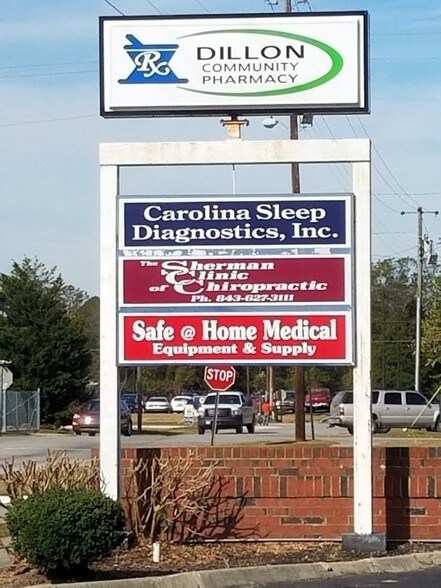 Rx DILLON
COMMUNITY
PHARMACY
Carolina Sleep
Diagnostics, Inc.
The Sherman
Clinic
of Chiropractic
Ph. 843-627-3111
Safe @ Home Medical
Equipment & Supply
STOP